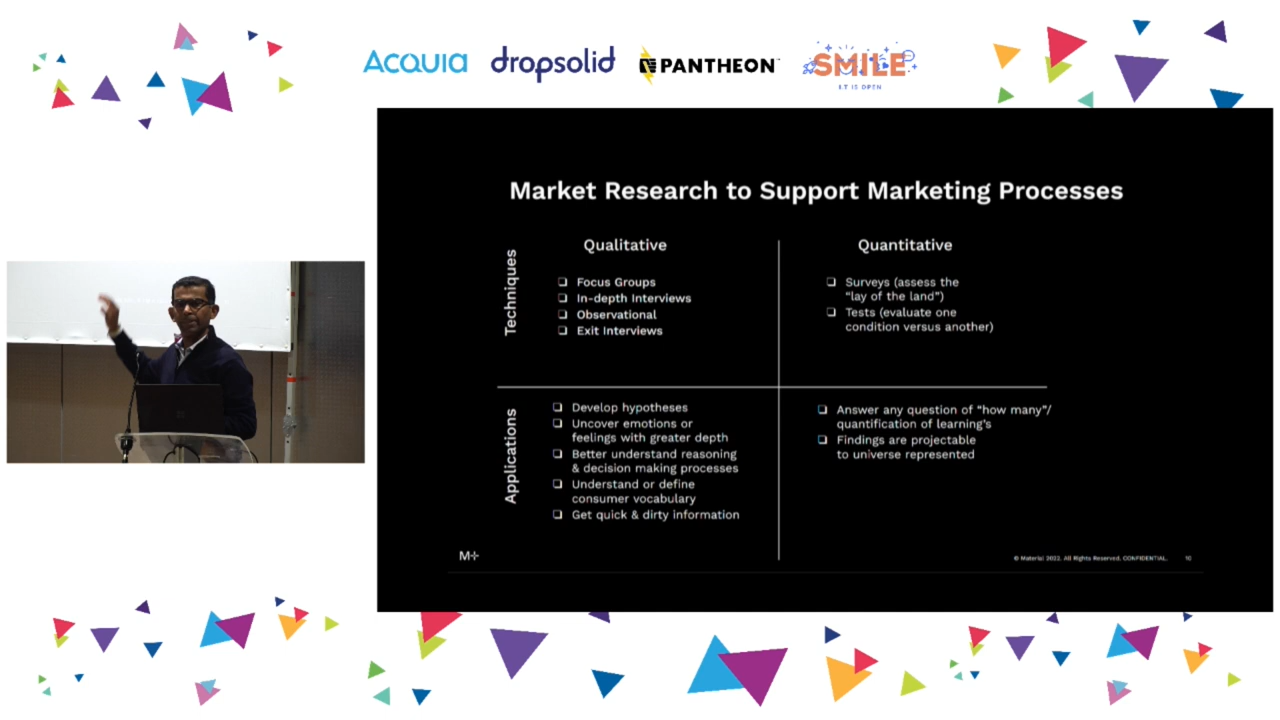 ACQUIA
dropsolid
PANTHEON
SMILE
IT IS OPEN
Market Research to Support Marketing Processes
Techniques
Qualitative
Focus Groups
In-depth Interviews
Observational
Exit Interviews
Quantitative
Surveys (assess the
“lay of the land”)
Tests (evaluate one
condition versus another)
Applications
Develop hypotheses
Uncover emotions or
feelings with greater depth
Better understand reasoning
& decision making processes
Understand or define
consumer vocabulary
Get quick & dirty information
Answer any question of “how many”/
quantification of learning’s
Findings are projectable
to universe represented
M+
© Material 2022. All Rights Reserved. CONFIDENTIAL. 10